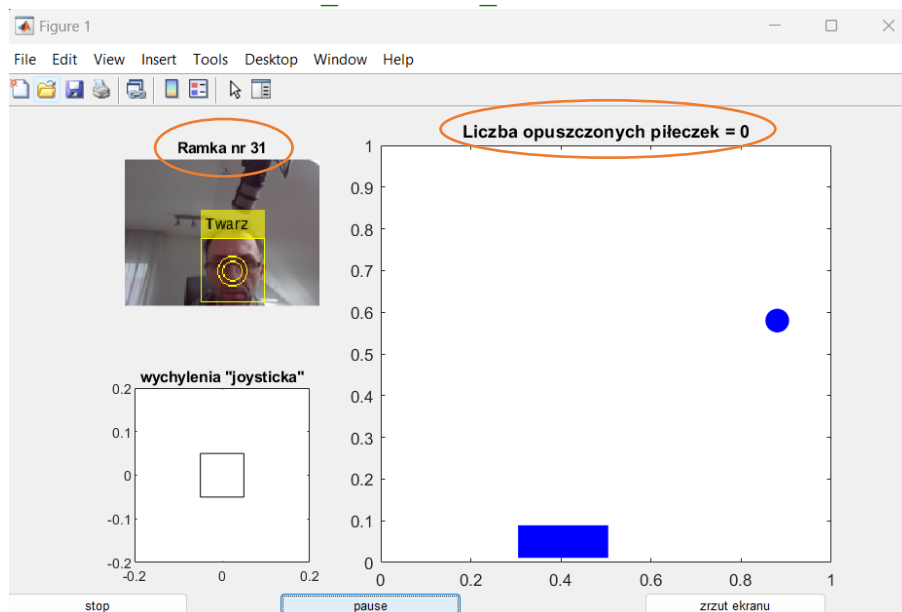 Figure 1
File Edit View Insert Tools Desktop Window Help
Ramka nr 31
Twarz
wychylenia "joysticka"
0.2
0.1
0
-0.1
-0.2
-0.2 0 0.2
Liczba opuszczonych piłeczek = 0
1
0.9
0.8
0.7
0.6
0.5
0.4
0.3
0.2
0.1
0
0 0.2 0.4 0.6 0.8 1
stop pause zrzut ekranu